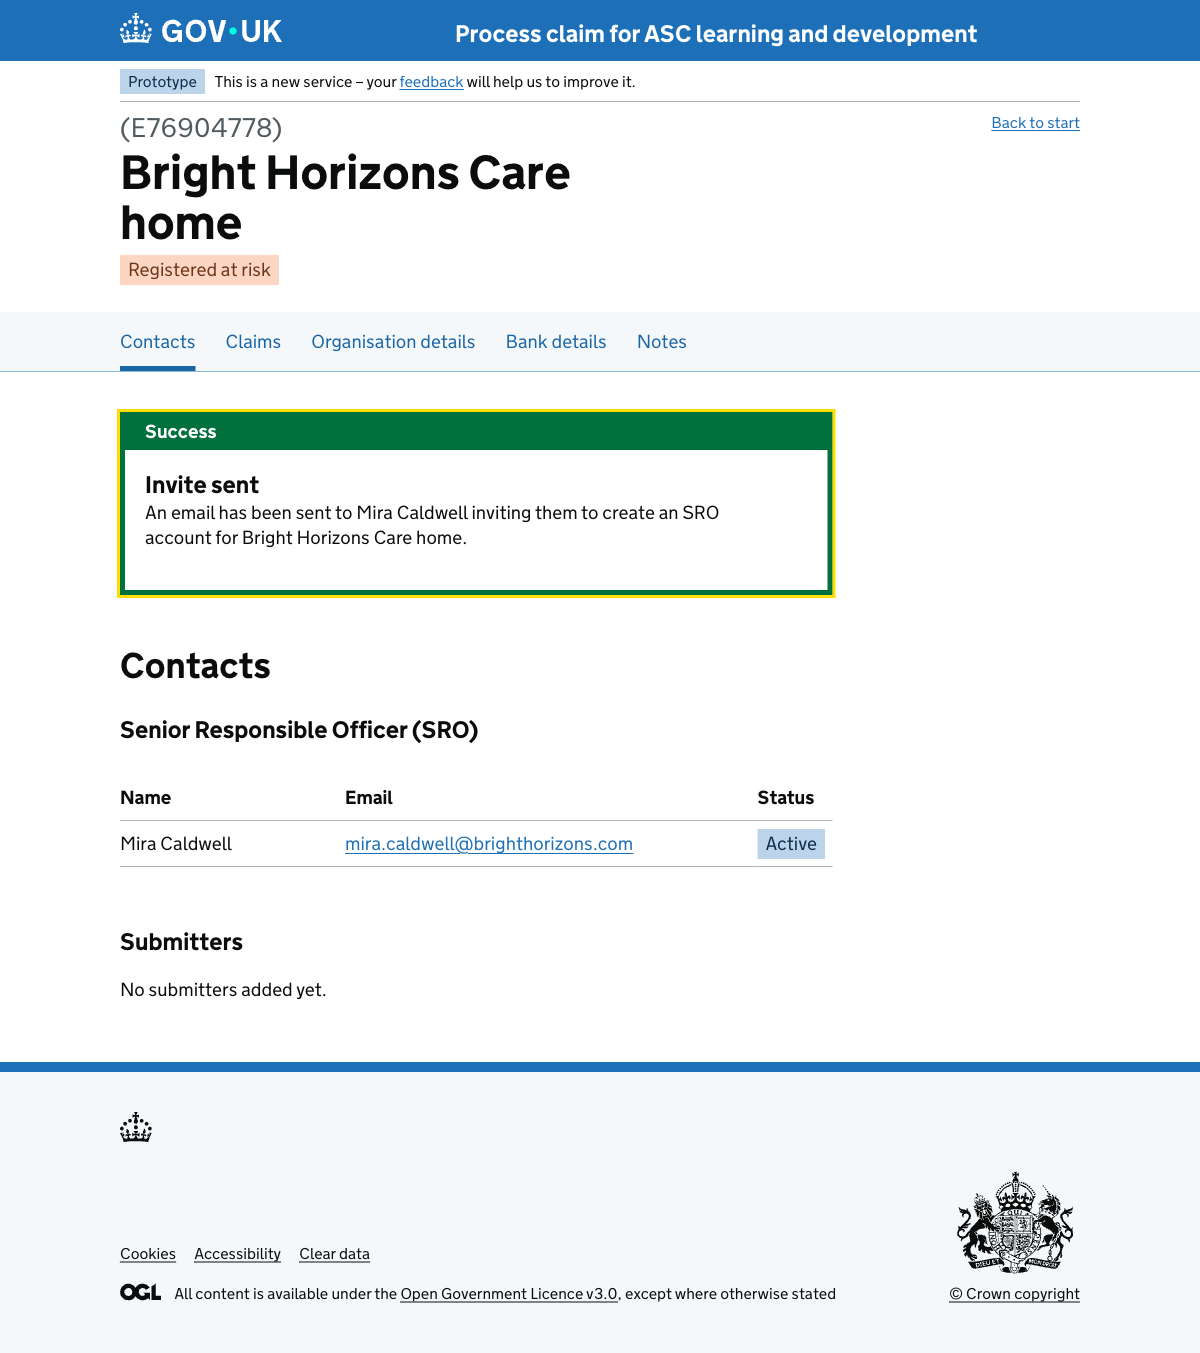 GOV·UK
Process claim for ASC learning and development
Prototype
This is a new service – your feedback will help us to improve it.
(E76904778)
Back to start
Bright Horizons Care
home
Registered at risk
Contacts
Claims
Organisation details
Bank details
Notes
Success
Invite sent
An email has been sent to Mira Caldwell inviting them to create an SRO
account for Bright Horizons Care home.
Contacts
Senior Responsible Officer (SRO)
Name
Email
Status
Mira Caldwell
mira.caldwell@brighthorizons.com
Active
Submitters
No submitters added yet.
Cookies
Accessibility
Clear data
OGL
All content is available under the Open Government Licence v3.0, except where otherwise stated
© Crown copyright